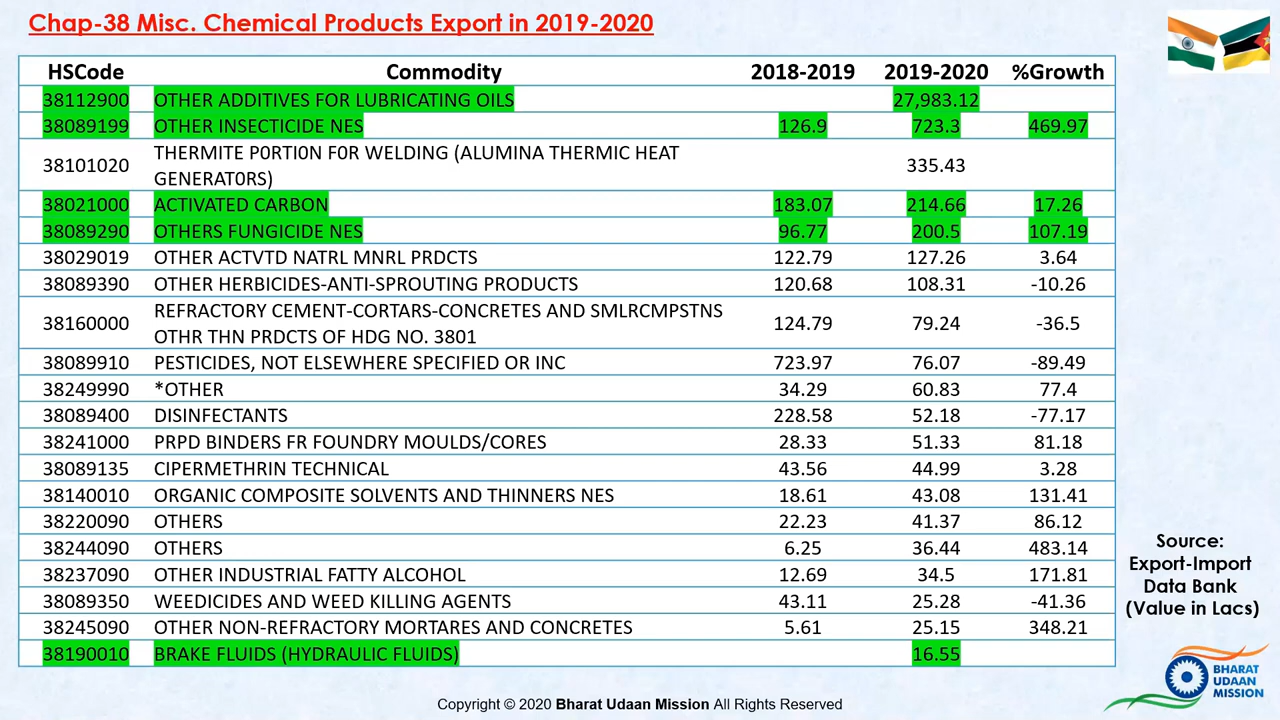 Chap-38 Misc. Chemical Products Export in 2019-2020
HSCode Commodity 2018-2019 2019-2020 %Growth
38112900 OTHER ADDITIVES FOR LUBRICATING OILS 27,983.12
38089199 OTHER INSECTICIDE NES 126.9 723.3 469.97
38101020 THERMITE P0RTI0N F0R WELDING (ALUMINA THERMIC HEAT
GENERAT0RS) 335.43
38021000 ACTIVATED CARBON 183.07 214.66 17.26
38089290 OTHERS FUNGICIDE NES 96.77 200.5 107.19
38029019 OTHER ACTVTD NATRL MNRL PRDCTS 122.79 127.26 3.64
38089390 OTHER HERBICIDES-ANTI-SPROUTING PRODUCTS 120.68 108.31 -10.26
38160000 REFRACTORY CEMENT-CORTARS-CONCRETES AND SMLRCMPSTNS
OTHR THN PRDCTS OF HDG NO. 3801 124.79 79.24 -36.5
38089910 PESTICIDES, NOT ELSEWHERE SPECIFIED OR INC 723.97 76.07 -89.49
38249990 *OTHER 34.29 60.83 77.4
38089400 DISINFECTANTS 228.58 52.18 -77.17
38241000 PRPD BINDERS FR FOUNDRY MOULDS/CORES 28.33 51.33 81.18
38089135 CIPERMETHRIN TECHNICAL 43.56 44.99 3.28
38140010 ORGANIC COMPOSITE SOLVENTS AND THINNERS NES 18.61 43.08 131.41
38220090 OTHERS 22.23 41.37 86.12
38244090 OTHERS 6.25 36.44 483.14
38237090 OTHER INDUSTRIAL FATTY ALCOHOL 12.69 34.5 171.81
38089350 WEEDICIDES AND WEED KILLING AGENTS 43.11 25.28 -41.36
38245090 OTHER NON-REFRACTORY MORTARES AND CONCRETES 5.61 25.15 348.21
38190010 BRAKE FLUIDS (HYDRAULIC FLUIDS) 16.55
Source:
Export-Import
Data Bank
(Value in Lacs)
BHARAT
UDAAN
MISSION
Copyright © 2020 Bharat Udaan Mission All Rights Reserved